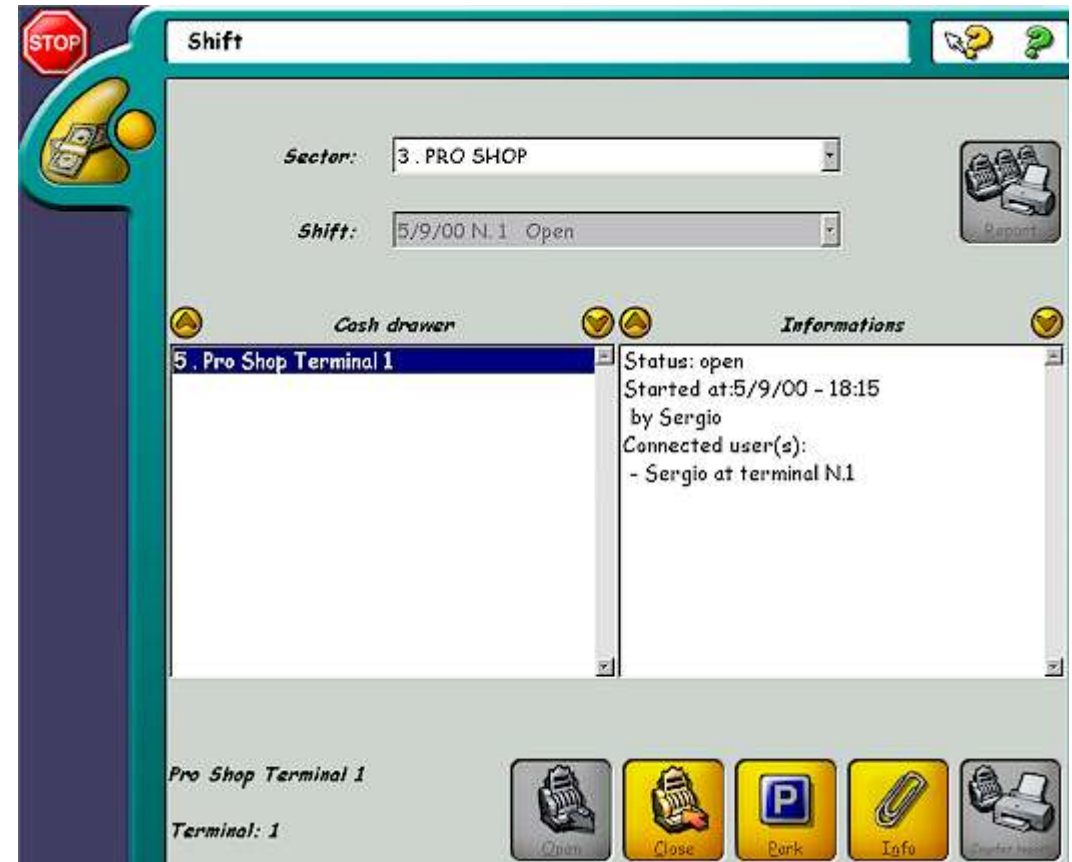 STOP
Shift
Sector:
3 . PRO SHOP
Shift:
5/9/00 N. 1 Open
Report
Cash drawer
Informations
5 . Pro Shop Terminal 1
Status: open
Started at:5/9/00 - 18:15
by Sergio
Connected user(s):
- Sergio at terminal N.1
Pro Shop Terminal 1
Terminal: 1
Open
Close
P
Park
Info
Counter report